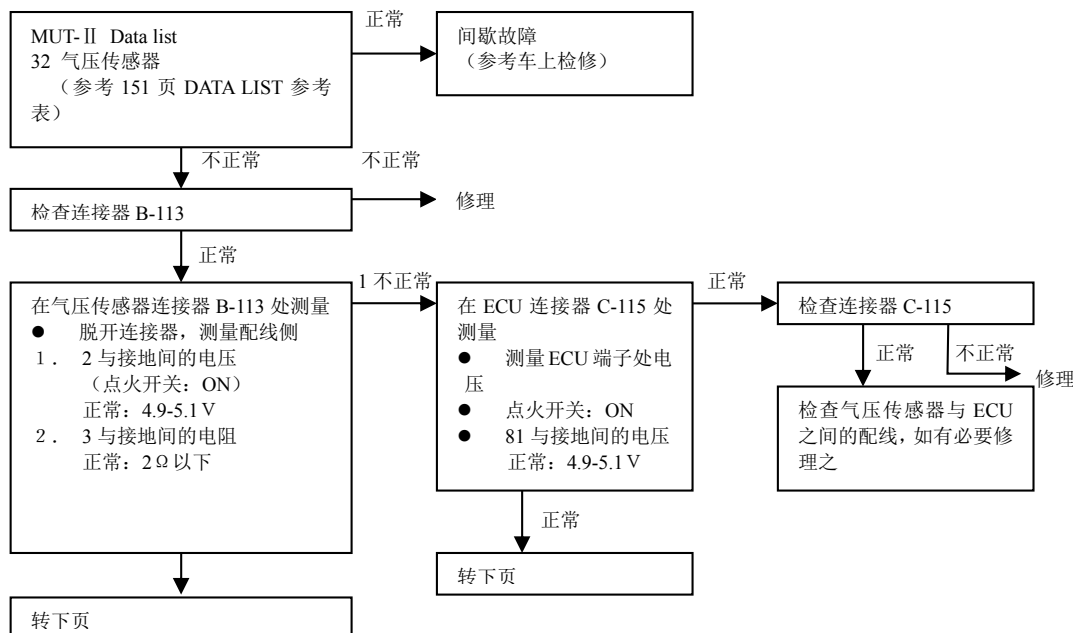 MUT-Ⅱ Data list
32 气压传感器
（参考 151 页 DATA LIST 参考
表）
正常
间歇故障
（参考车上检修）
不正常
不正常
检查连接器 B-113
修理
正常
在气压传感器连接器 B-113 处测量
● 脱开连接器，测量配线侧
1． 2 与接地间的电压
（点火开关：ON）
正常：4.9-5.1Ｖ
2． 3 与接地间的电阻
正常：2Ω以下
1 不正常
在 ECU 连接器 C-115 处
测量
● 测量 ECU 端子处电
压
● 点火开关：ON
● 81 与接地间的电压
正常：4.9-5.1Ｖ
正常
检查连接器 C-115
正常
不正常
修理
检查气压传感器与 ECU
之间的配线，如有必要修
理之
正常
转下页
转下页